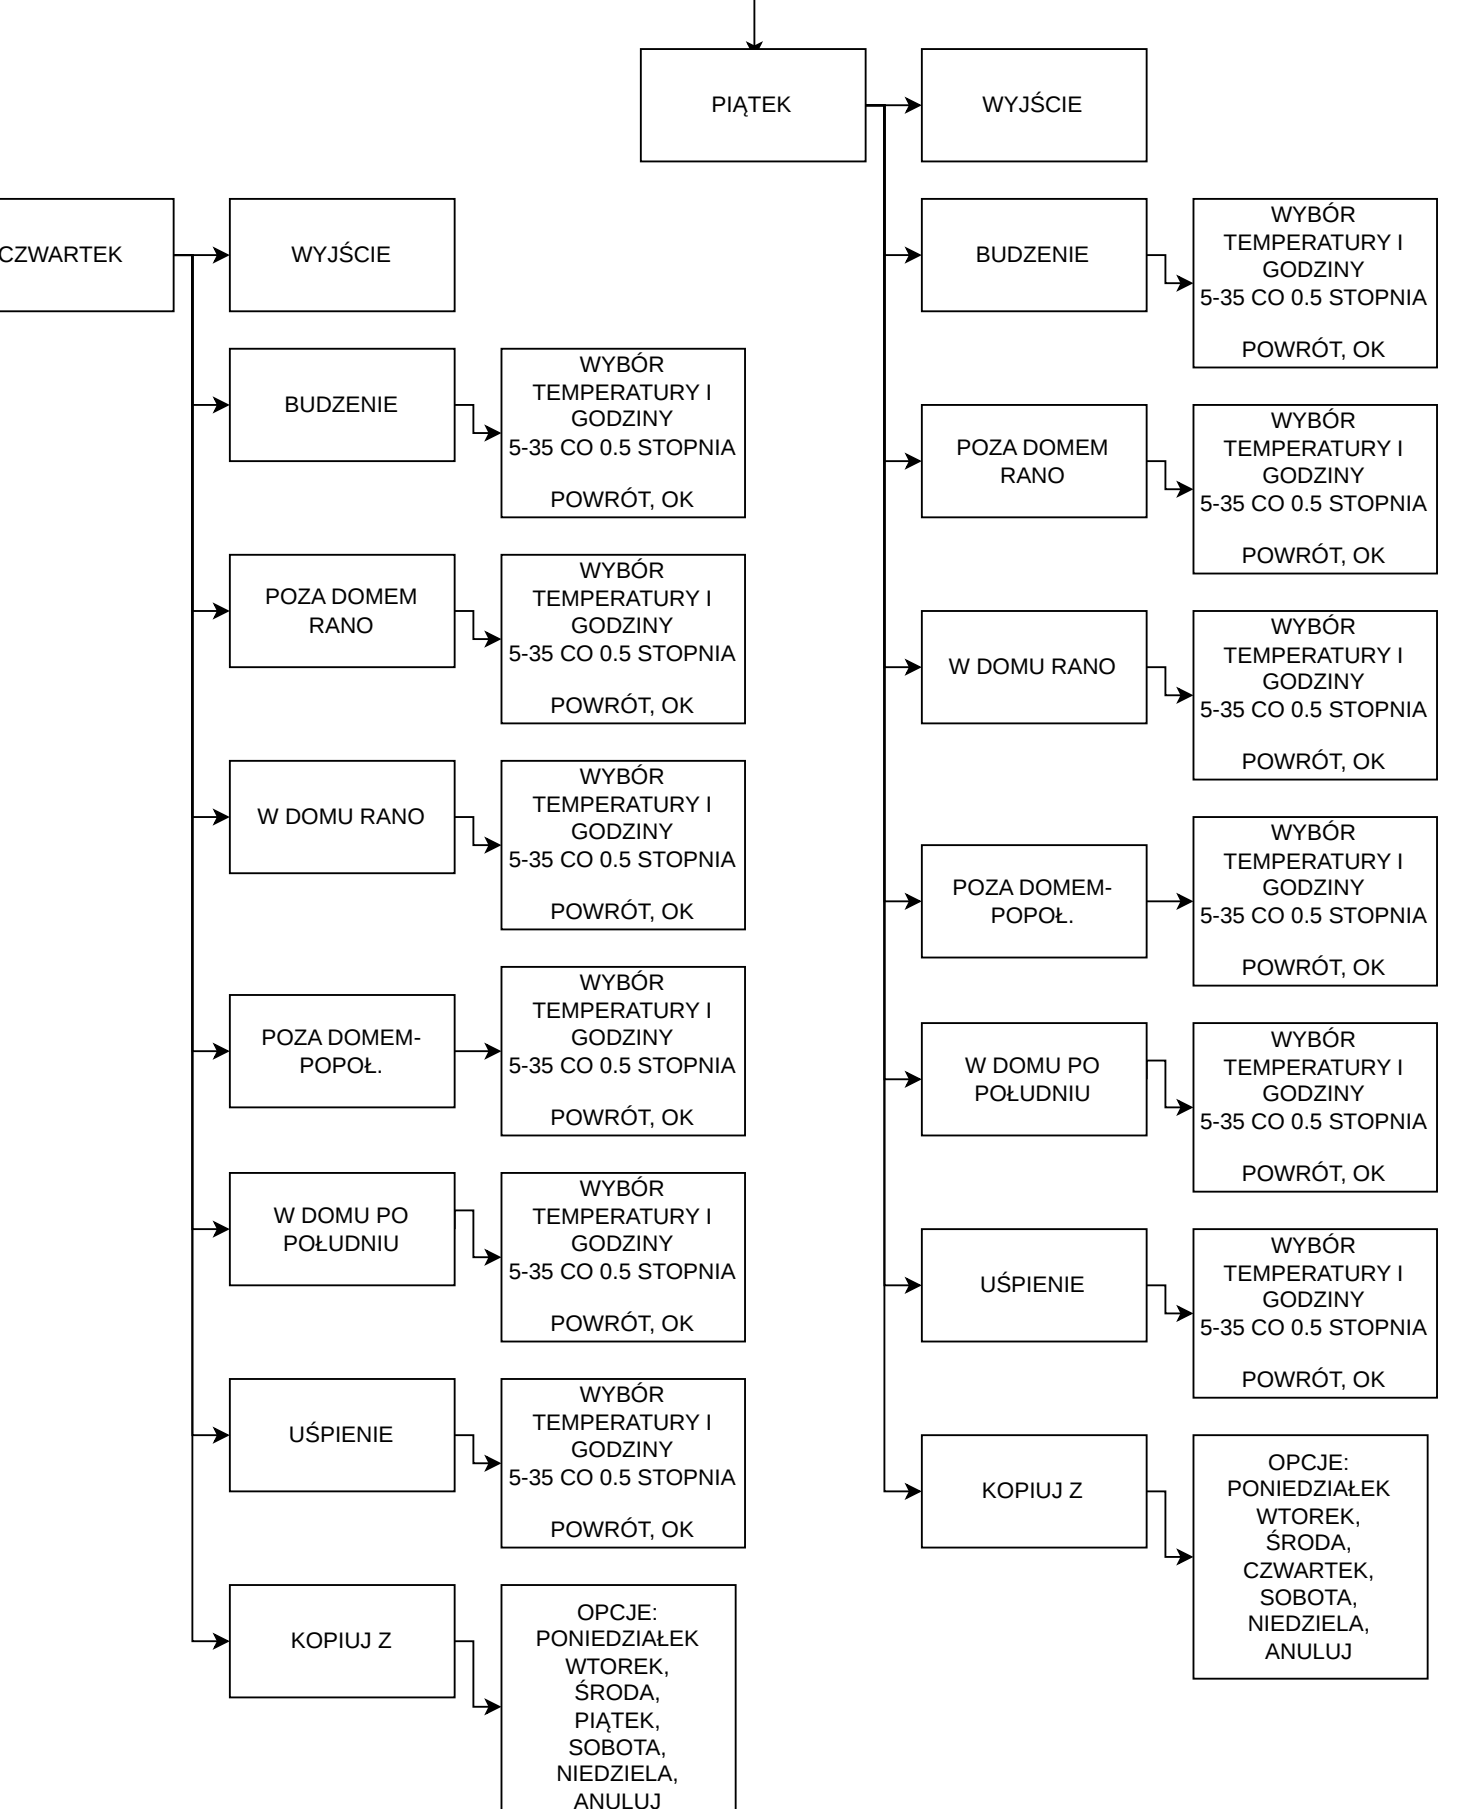 PIĄTEK
WYJŚCIE
CZWARTEK
WYJŚCIE
BUDZENIE
WYBÓR
TEMPERATURY I
GODZINY
5-35 CO 0.5 STOPNIA
POWRÓT, OK
POZA DOMEM
RANO
WYBÓR
TEMPERATURY I
GODZINY
5-35 CO 0.5 STOPNIA
POWRÓT, OK
W DOMU RANO
WYBÓR
TEMPERATURY I
GODZINY
5-35 CO 0.5 STOPNIA
POWRÓT, OK
POZA DOMEM-
POPOŁ.
WYBÓR
TEMPERATURY I
GODZINY
5-35 CO 0.5 STOPNIA
POWRÓT, OK
W DOMU PO
POŁUDNIU
WYBÓR
TEMPERATURY I
GODZINY
5-35 CO 0.5 STOPNIA
POWRÓT, OK
UŚPIENIE
WYBÓR
TEMPERATURY I
GODZINY
5-35 CO 0.5 STOPNIA
POWRÓT, OK
KOPIUJ Z
OPCJE:
PONIEDZIAŁEK
WTOREK,
ŚRODA,
PIĄTEK,
SOBOTA,
NIEDZIELA,
ANULUJ
BUDZENIE
WYBÓR
TEMPERATURY I
GODZINY
5-35 CO 0.5 STOPNIA
POWRÓT, OK
POZA DOMEM
RANO
WYBÓR
TEMPERATURY I
GODZINY
5-35 CO 0.5 STOPNIA
POWRÓT, OK
W DOMU RANO
WYBÓR
TEMPERATURY I
GODZINY
5-35 CO 0.5 STOPNIA
POWRÓT, OK
POZA DOMEM-
POPOŁ.
WYBÓR
TEMPERATURY I
GODZINY
5-35 CO 0.5 STOPNIA
POWRÓT, OK
W DOMU PO
POŁUDNIU
WYBÓR
TEMPERATURY I
GODZINY
5-35 CO 0.5 STOPNIA
POWRÓT, OK
UŚPIENIE
WYBÓR
TEMPERATURY I
GODZINY
5-35 CO 0.5 STOPNIA
POWRÓT, OK
KOPIUJ Z
OPCJE:
PONIEDZIAŁEK
WTOREK,
ŚRODA,
CZWARTEK,
SOBOTA,
NIEDZIELA,
ANULUJ